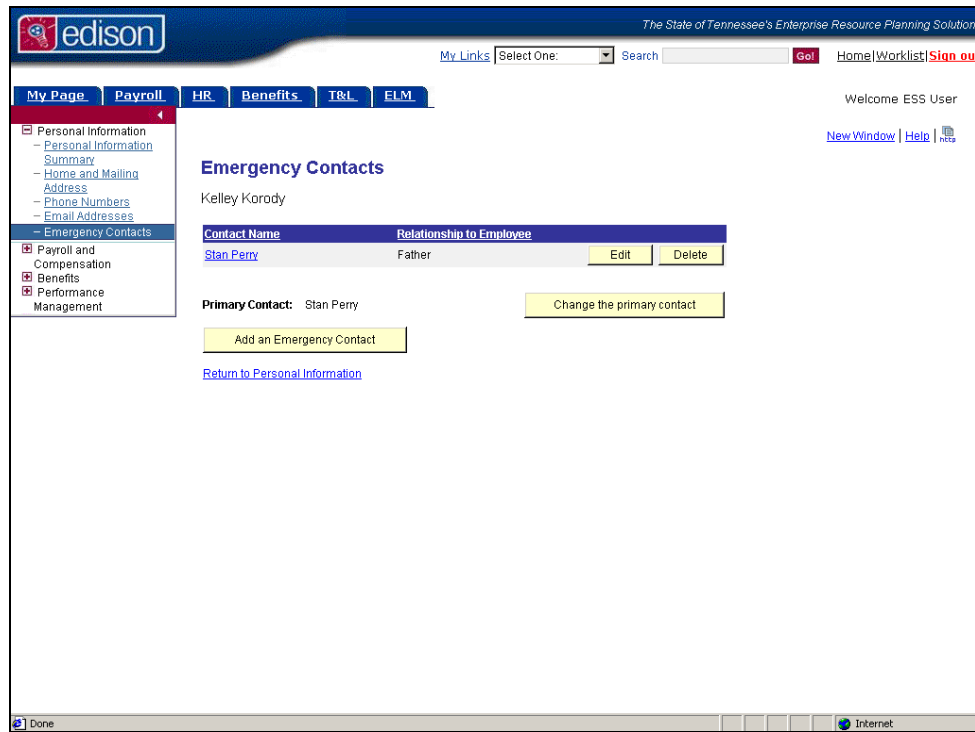 edison
The State of Tennessee's Enterprise Resource Planning Solution
My Links Select One: Search Go! Home|Worklist|Sign ou
My Page Payroll HR Benefits T&L ELM
Welcome ESS User
New Window | Help | http
Personal Information
– Personal Information
Summary
– Home and Mailing
Address
– Phone Numbers
– Email Addresses
– Emergency Contacts
Payroll and
Compensation
Benefits
Performance
Management
Emergency Contacts
Kelley Korody
Contact Name Relationship to Employee
Stan Perry Father Edit Delete
Primary Contact: Stan Perry Change the primary contact
Add an Emergency Contact
Return to Personal Information
Done Internet